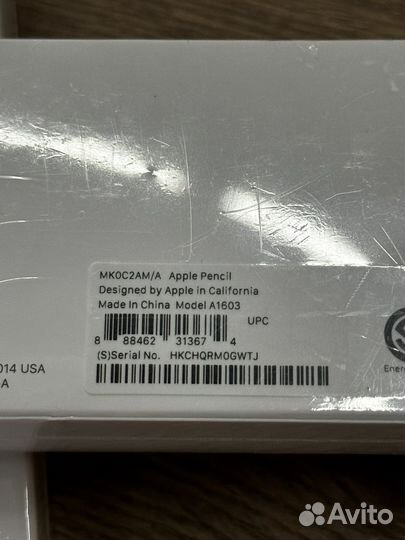 MK0C2AM/A Apple Pencil
Designed by Apple in California
Made In China Model A1603
UPC
8 88462 31367 4
(S)Serial No. HKCHQRM0GWTJ
014 USA
-A
Energ
Avito